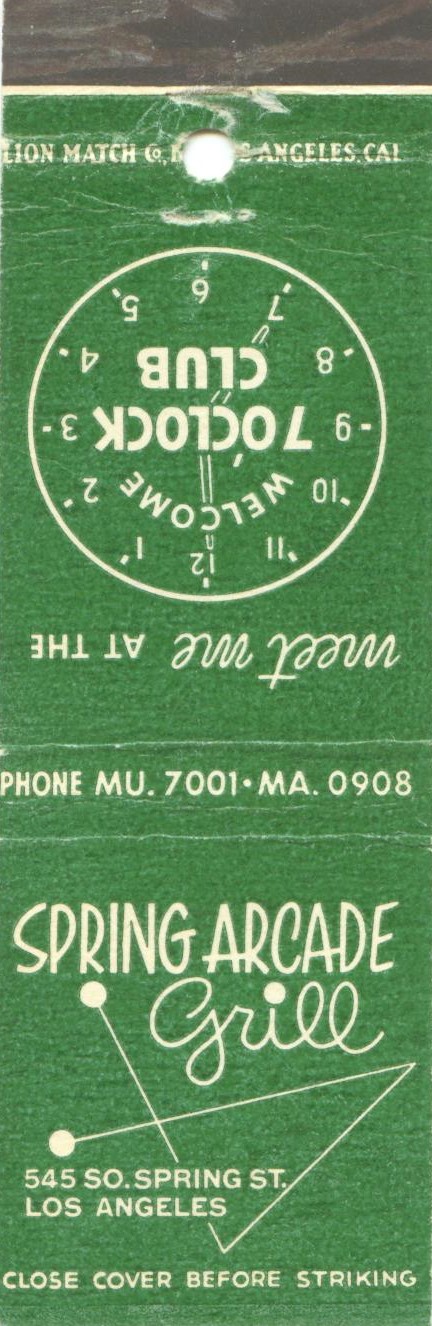 LION MATCH Co, S ANGELES, CAL
meet me AT THE
12
11
1
10
WELCOME
2
9
7 O'CLOCK
3
8
CLUB
4
7
6
5
PHONE MU. 7001 • MA. 0908
SPRING ARCADE
Grill
545 SO. SPRING ST.
LOS ANGELES
CLOSE COVER BEFORE STRIKING